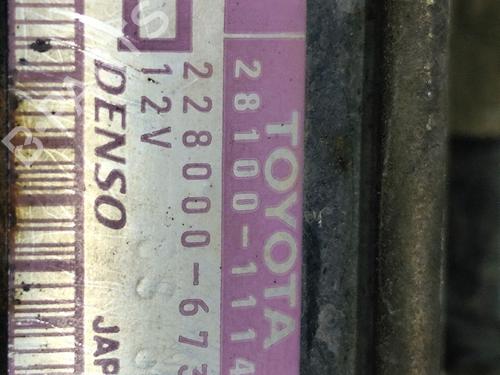 TOYOTA
28100-1114
228000-673
12V
DENSO
JAP